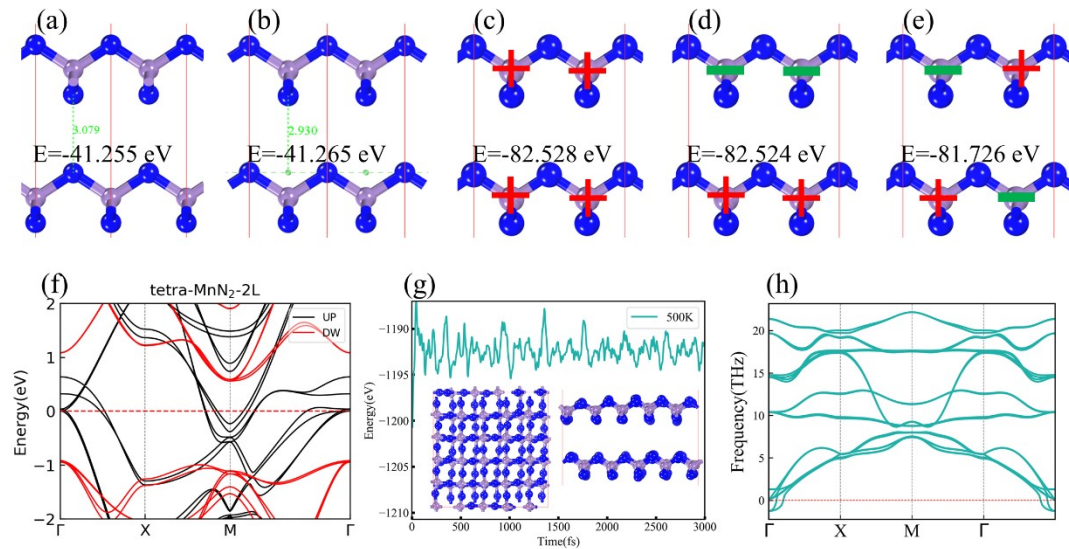 (a) (b) (c) (d) (e)
3.079
2.930
E=-41.255 eV
E=-41.265 eV
E=-82.528 eV
E=-82.524 eV
E=-81.726 eV
(f)
tetra-MnN₂-2L
UP
DW
Energy(eV)
2
1
0
−1
−2
Γ X M Γ
(g)
500K
Energy(eV)
−1190
−1195
−1200
−1205
−1210
0 500 1000 1500 2000 2500 3000
Time(fs)
(h)
Frequency(THz)
20
15
10
5
0
Γ X M Γ